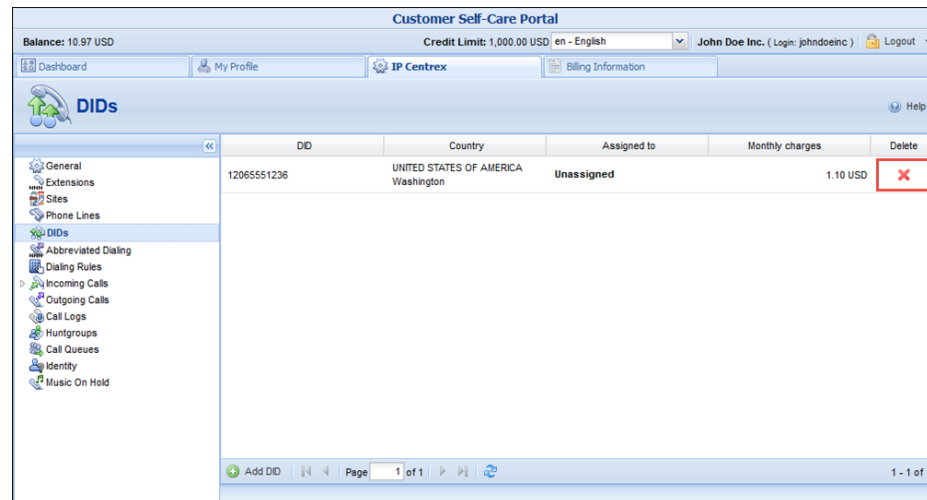 Customer Self-Care Portal
Balance: 10.97 USD Credit Limit: 1,000.00 USD en - English John Doe Inc. ( Login: johndoeinc ) Logout
Dashboard My Profile IP Centrex Billing Information
DIDs Help
DID Country Assigned to Monthly charges Delete
12065551236 UNITED STATES OF AMERICA Unassigned 1.10 USD
Washington
General
Extensions
Sites
Phone Lines
DIDs
Abbreviated Dialing
Dialing Rules
Incoming Calls
Outgoing Calls
Call Logs
Huntgroups
Call Queues
Identity
Music On Hold
Add DID Page 1 of 1 1 - 1 of